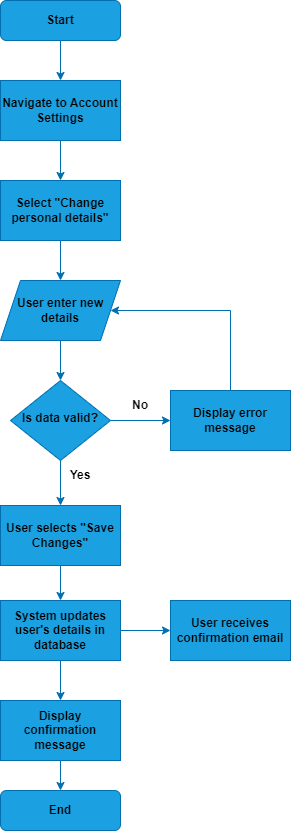 Start
Navigate to Account
Settings
Select "Change
personal details"
User enter new
details
Is data valid?
No
Display error
message
Yes
User selects "Save
Changes"
System updates
user's details in
database
User receives
confirmation email
Display
confirmation
message
End